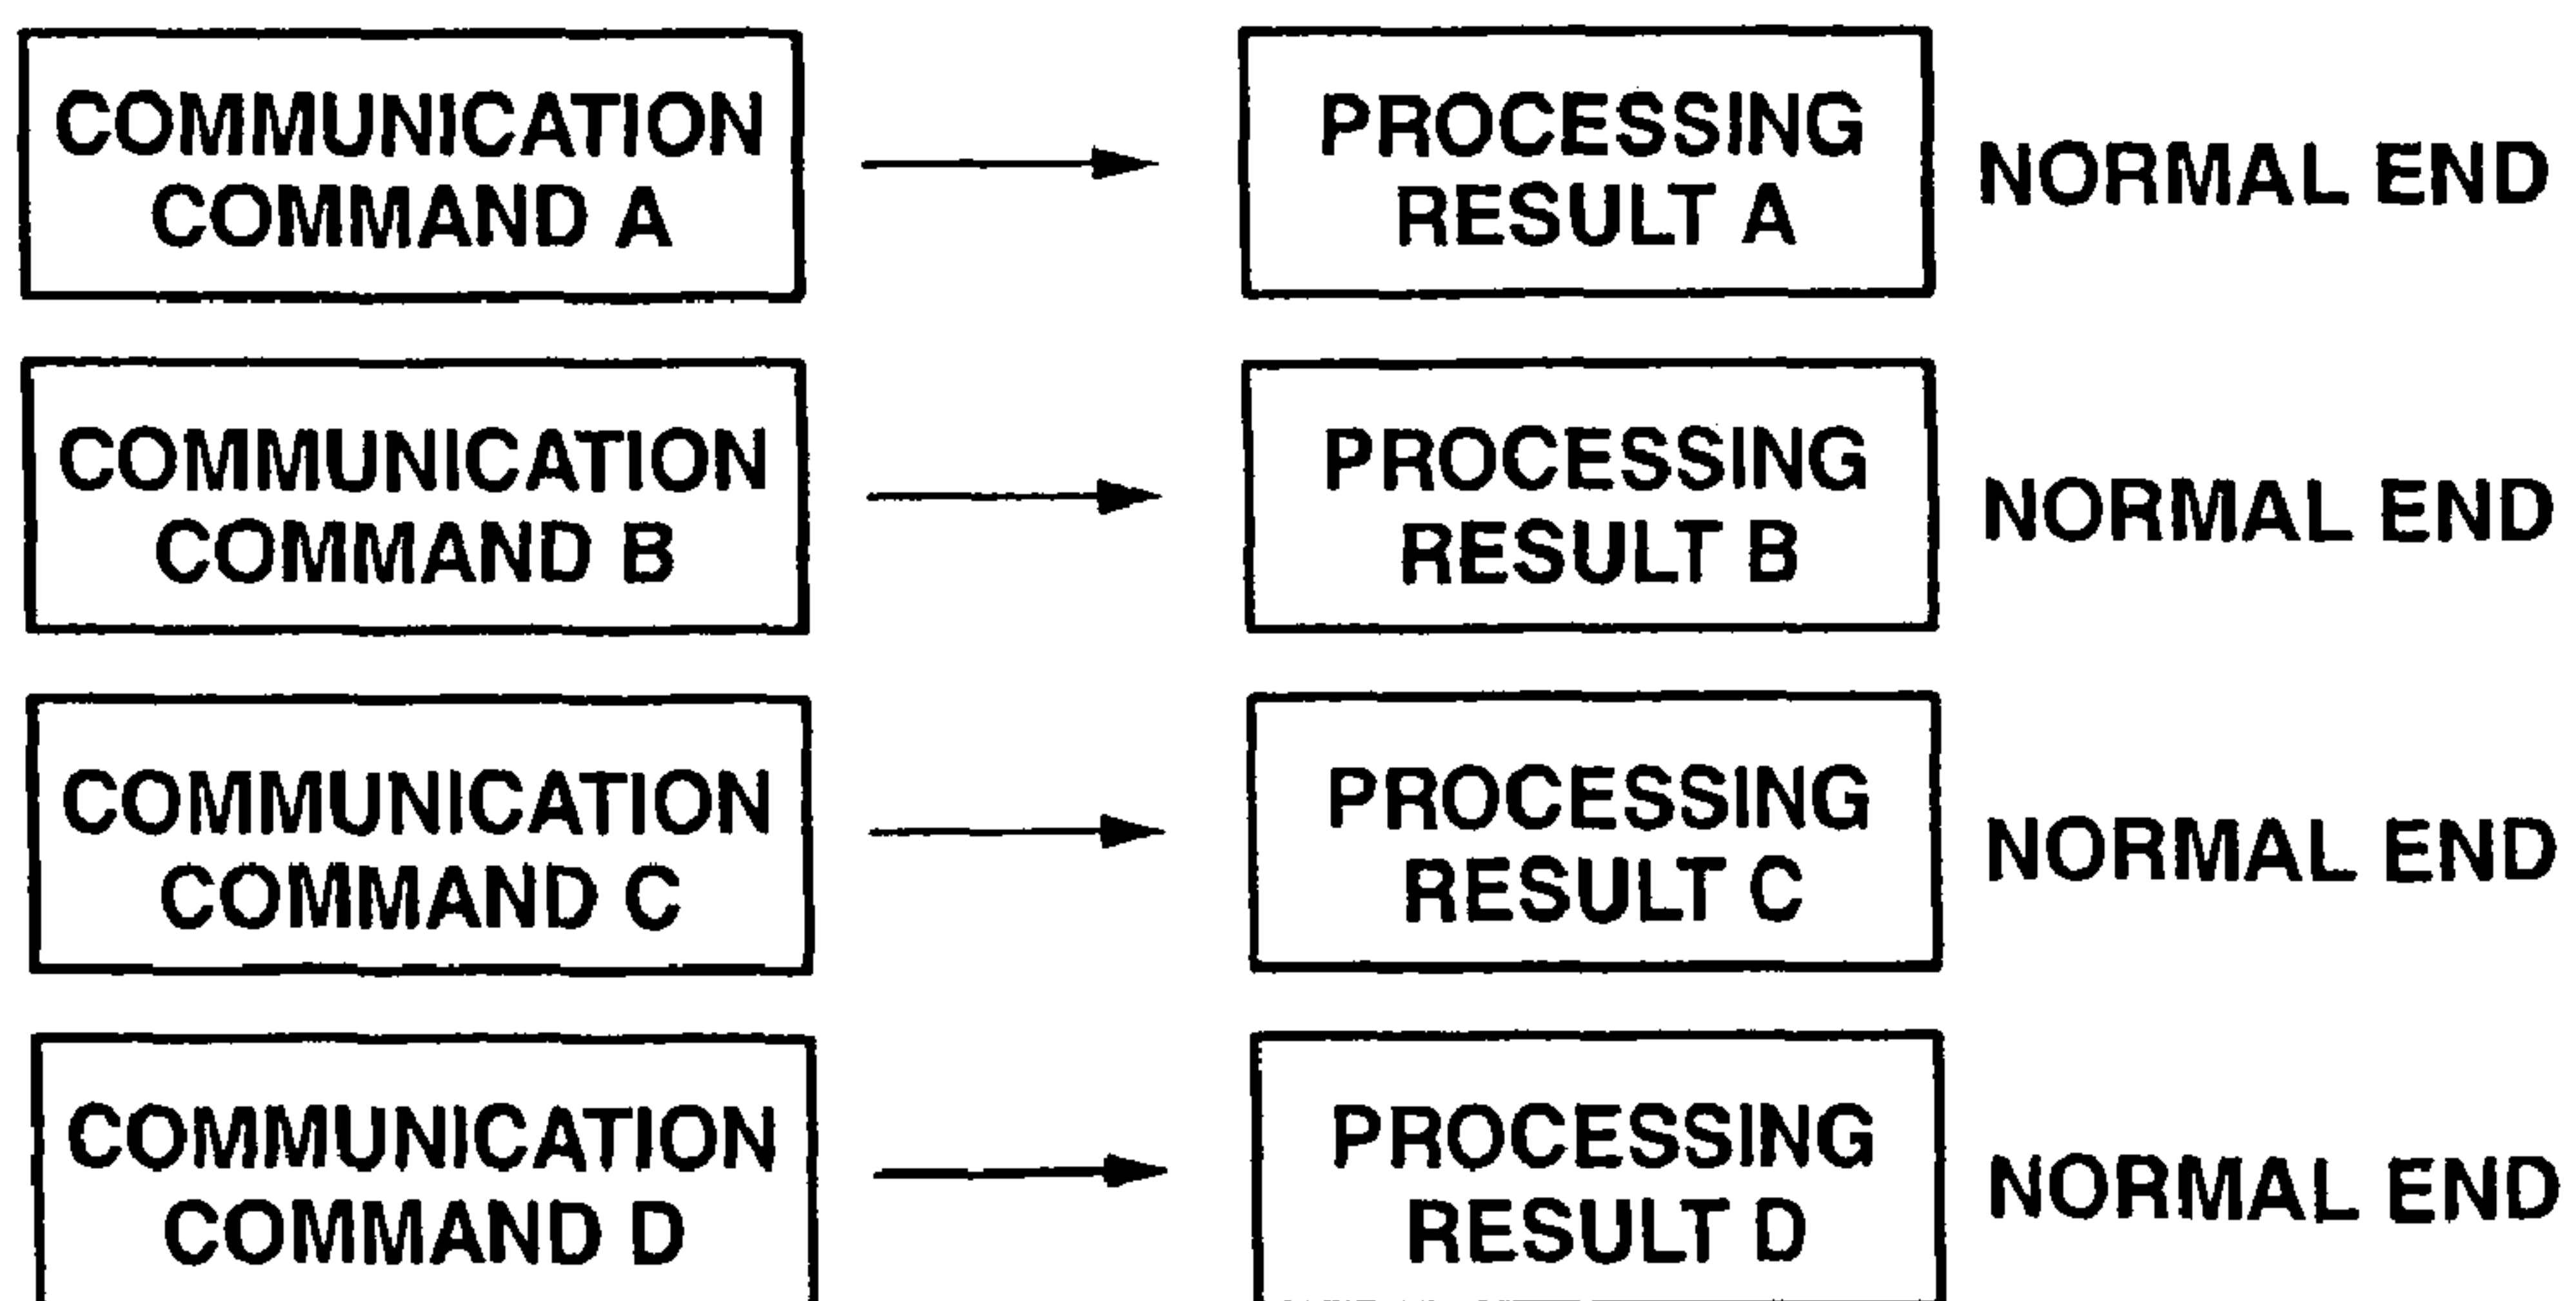 COMMUNICATION
COMMAND A
PROCESSING
RESULT A
NORMAL END
COMMUNICATION
COMMAND B
PROCESSING
RESULT B
NORMAL END
COMMUNICATION
COMMAND C
PROCESSING
RESULT C
NORMAL END
COMMUNICATION
COMMAND D
PROCESSING
RESULT D
NORMAL END